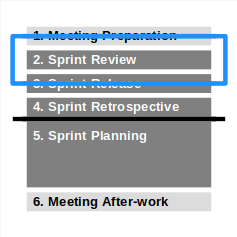 1. Meeting Preparation
2. Sprint Review
3. Sprint Release
4. Sprint Retrospective
5. Sprint Planning
6. Meeting After-work